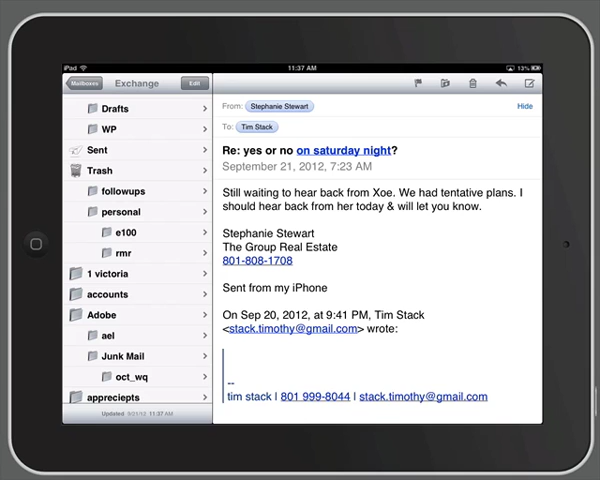 iPad
11:37 AM
13%
Mailboxes
Exchange
Edit
Drafts
WP
Sent
Trash
followups
personal
e100
rmr
1 victoria
accounts
Adobe
ael
Junk Mail
oct_wq
appreciepts
Updated 9/21/12 11:37 AM
From: Stephanie Stewart
Hide
To: Tim Stack
Re: yes or no on saturday night?
September 21, 2012, 7:23 AM
Still waiting to hear back from Xoe. We had tentative plans. I
should hear back from her today & will let you know.
Stephanie Stewart
The Group Real Estate
801-808-1708
Sent from my iPhone
On Sep 20, 2012, at 9:41 PM, Tim Stack
<stack.timothy@gmail.com> wrote:
--
tim stack | 801 999-8044 | stack.timothy@gmail.com